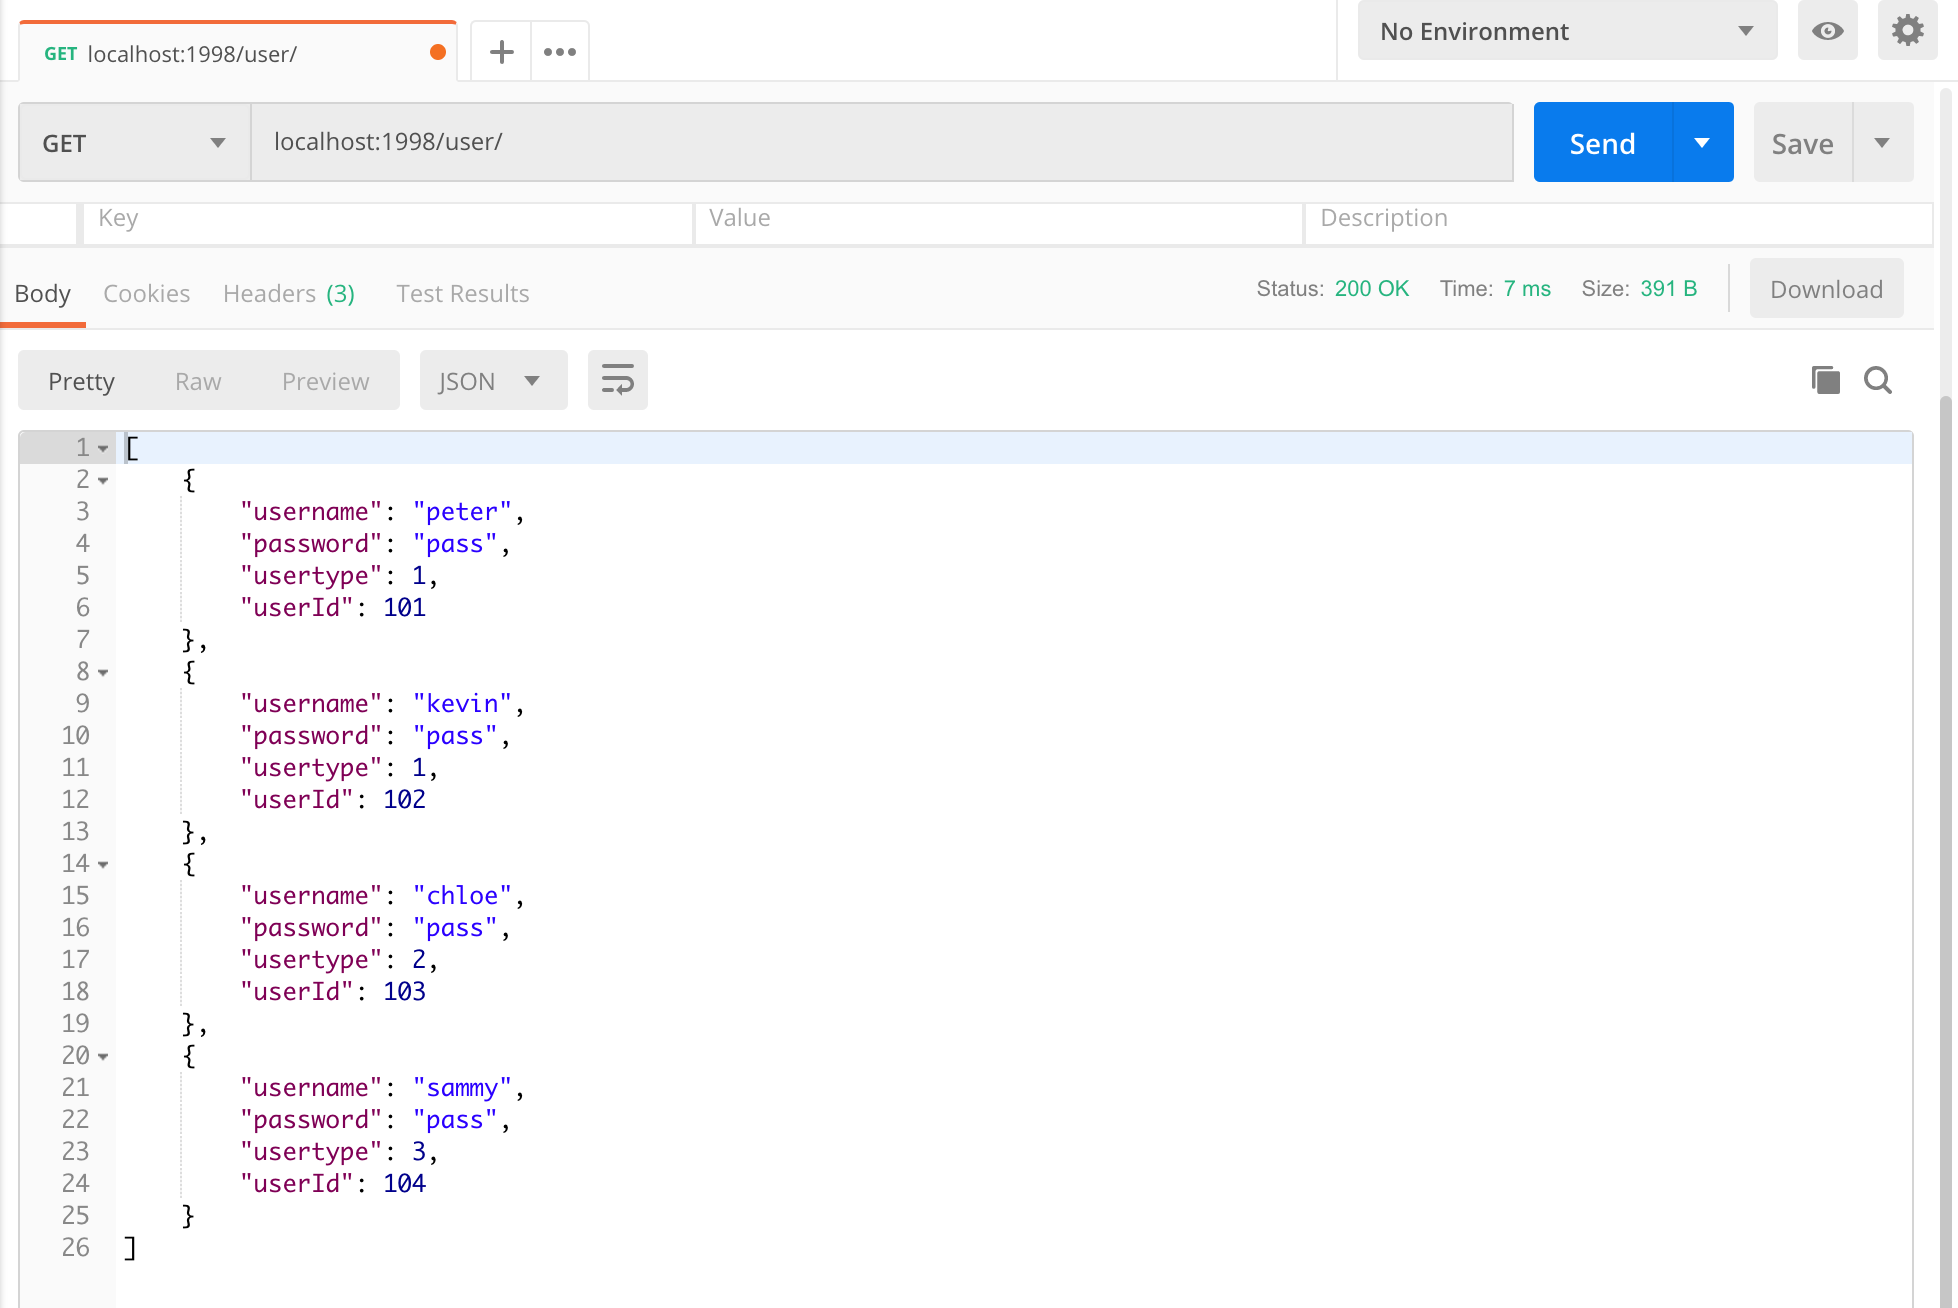 GET localhost:1998/user/
No Environment
GET localhost:1998/user/ Send Save
Key Value Description
Body Cookies Headers (3) Test Results Status: 200 OK Time: 7 ms Size: 391 B Download
Pretty Raw Preview JSON
1 [
2 {
3 "username": "peter",
4 "password": "pass",
5 "usertype": 1,
6 "userId": 101
7 },
8 {
9 "username": "kevin",
10 "password": "pass",
11 "usertype": 1,
12 "userId": 102
13 },
14 {
15 "username": "chloe",
16 "password": "pass",
17 "usertype": 2,
18 "userId": 103
19 },
20 {
21 "username": "sammy",
22 "password": "pass",
23 "usertype": 3,
24 "userId": 104
25 }
26 ]